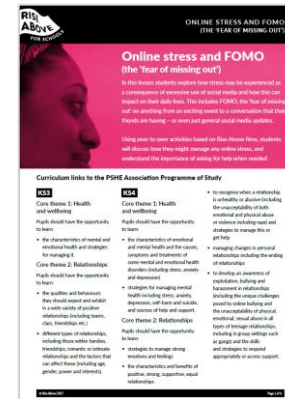 RISE
ABOVE
FOR SCHOOLS
ONLINE STRESS AND FOMO
(THE 'FEAR OF MISSING OUT')
Online stress and FOMO
(the 'fear of missing out')
In this lesson students explore how stress may be experienced as
a consequence of excessive use of social media and how this can
impact on their daily lives. This includes FOMO, the 'fear of missing
out' on anything from an exciting event to a conversation that their
friends are having – or even just general social media updates.
Using peer-to-peer activities based on Rise Above films, students
will discuss how they might manage any online stress, and
understand the importance of asking for help when needed.
Curriculum links to the PSHE Association Programme of Study
KS3
Core theme 1: Health
and wellbeing
Pupils should have the opportunity
to learn:
• the characteristics of mental and
emotional health and strategies
for managing it.
Core theme 2: Relationships
Pupils should have the opportunity
to learn:
• the qualities and behaviours
they should expect and exhibit
in a wide variety of positive
relationships (including teams,
class, friendships etc.)
• different types of relationships,
including those within families,
friendships, romantic or intimate
relationships and the factors that
can affect these (including age,
gender, power and interests).
KS4
Core theme 1: Health
and wellbeing
Pupils should have the opportunity
to learn:
• the characteristics of emotional
and mental health and the causes,
symptoms and treatments of
some mental and emotional health
disorders (including stress, anxiety
and depression)
• strategies for managing mental
health including stress, anxiety,
depression, self-harm and suicide,
and sources of help and support.
Core theme 2: Relationships
Pupils should have the opportunity
to learn:
• strategies to manage strong
emotions and feelings
• the characteristics and benefits of
positive, strong, supportive, equal
relationships
• to recognise when a relationship
is unhealthy or abusive (including
the unacceptability of both
emotional and physical abuse
or violence including rape) and
strategies to manage this or
get help
• managing changes in personal
relationships including the ending
of relationships
• to develop an awareness of
exploitation, bullying and
harassment in relationships
(including the unique challenges
posed by online bullying and
the unacceptability of physical,
emotional, sexual abuse in all
types of teenage relationships,
including in group settings such
as gangs) and the skills
and strategies to respond
appropriately or access support.
© Rise Above 2017